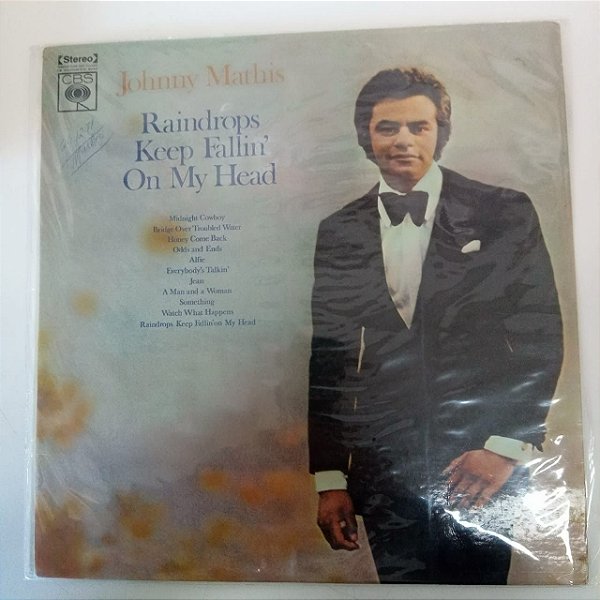 Stereo
CBS
Johnny Mathis
Raindrops
Keep Fallin'
On My Head
Midnight Cowboy
Bridge Over Troubled Water
Honey Come Back
Odds and Ends
Alfie
Everybody's Talkin'
Jean
A Man and a Woman
Something
Watch What Happens
Raindrops Keep Fallin' on My Head